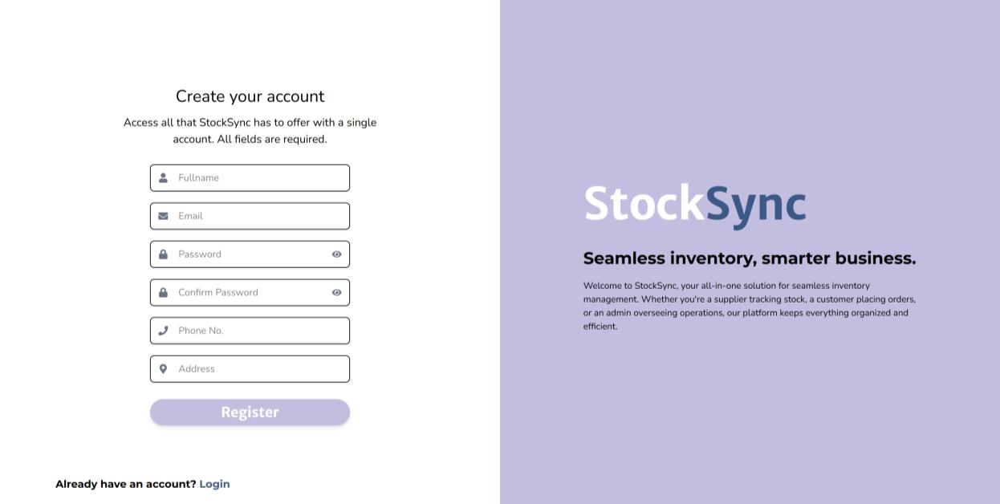 Create your account
Access all that StockSync has to offer with a single
account. All fields are required.
Fullname
Email
Password
Confirm Password
Phone No.
Address
Register
Already have an account? Login
StockSync
Seamless inventory, smarter business.
Welcome to StockSync, your all-in-one solution for seamless inventory
management. Whether you're a supplier tracking stock, a customer placing orders,
or an admin overseeing operations, our platform keeps everything organized and
efficient.